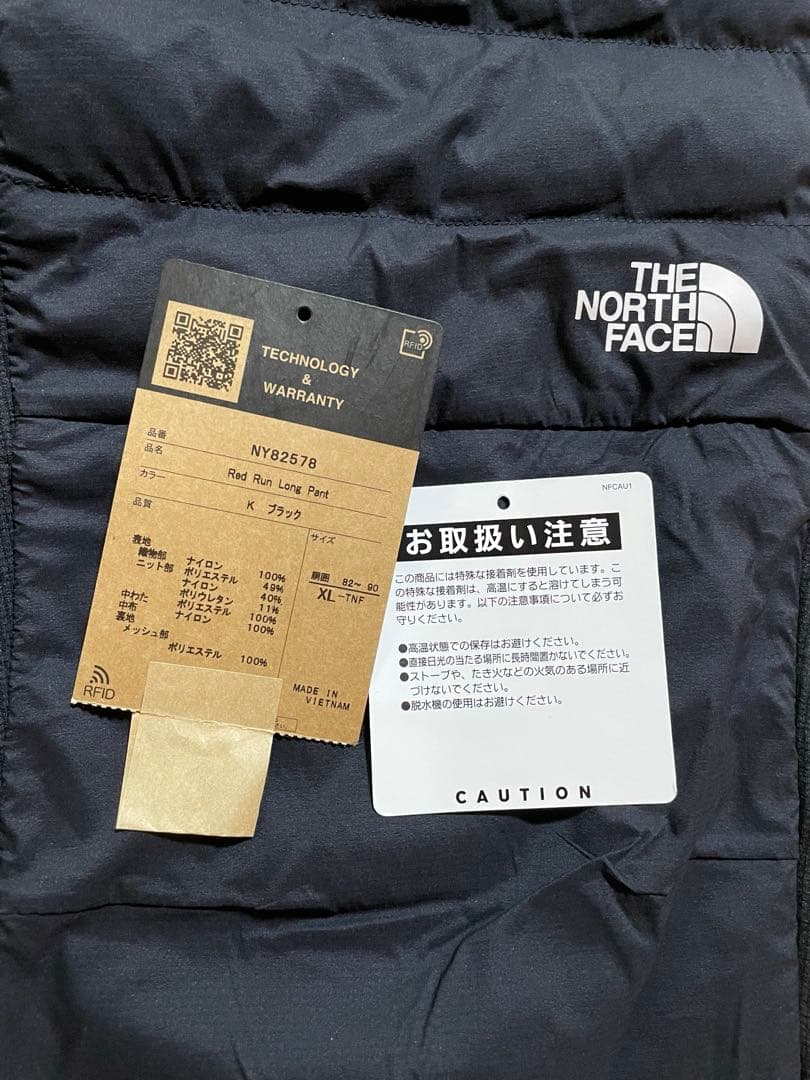 THE
NORTH
FACE
RFID
TECHNOLOGY
&
WARRANTY
品番 NY82578
品名 Red Run Long Pant
カラー K ブラック
品質
サイズ
胴囲 82～ 90
XL-TNF
表地
織物部 ナイロン 100%
ニット部 ポリエステル 49%
ナイロン 40%
ポリウレタン 11%
中わた ポリエステル 100%
中布 ナイロン 100%
裏地
メッシュ部
ポリエステル 100%
RFID
MADE IN
VIETNAM
NFCAU1
お取扱い注意
この商品には特殊な接着剤を使用しています。こ
の特殊な接着剤は、高温にすると溶けてしまう可
能性があります。以下の注意事項について必ずお
守りください。
●高温状態での保存はお避けください。
●直接日光の当たる場所に長時間置かないでください。
●ストーブや、たき火などの火気のある場所に近
づけないでください。
●脱水機の使用はお避けください。
CAUTION